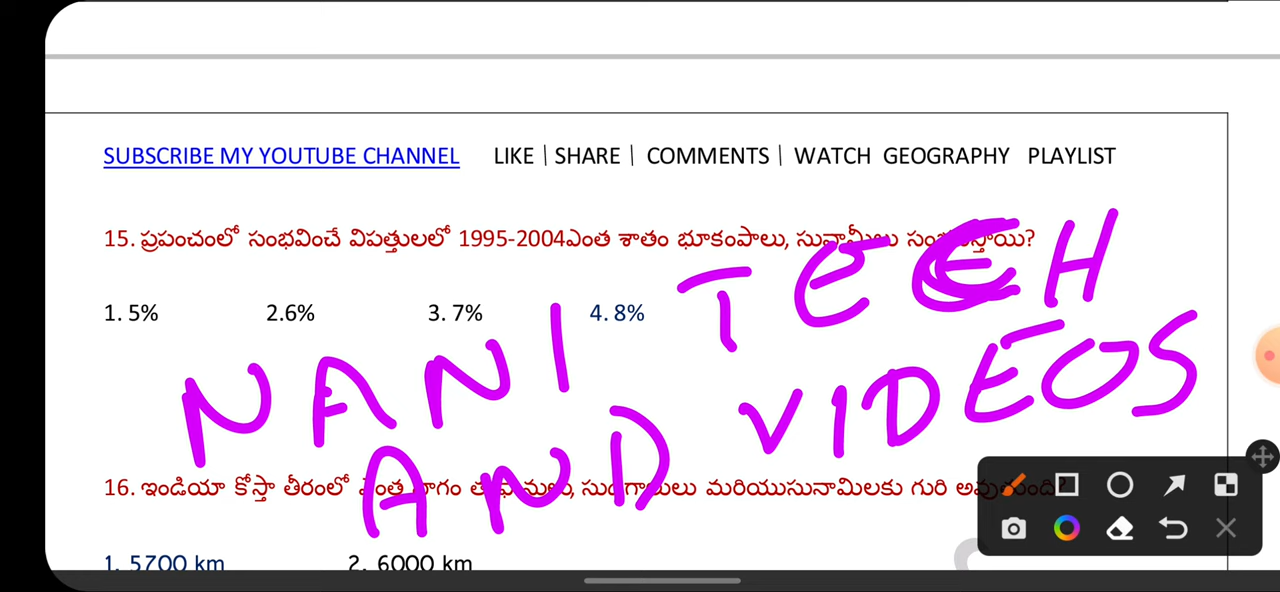 SUBSCRIBE MY YOUTUBE CHANNEL LIKE | SHARE | COMMENTS | WATCH GEOGRAPHY PLAYLIST
15. ప్రపంచంలో సంభవించే విపత్తులలో 1995-2004ఎంత శాతం భూకంపాలు, సునామీలు సంభవిస్తాయి?
1. 5% 2.6% 3. 7% 4. 8%
NANI TECH
AND VIDEOS
16. ఇండియా కోస్తా తీరంలో ఎంత భాగం తుఫానులు, సుడిగాలులు మరియుసునామిలకు గురి అవుతుంది?
1. 5700 km 2. 6000 km